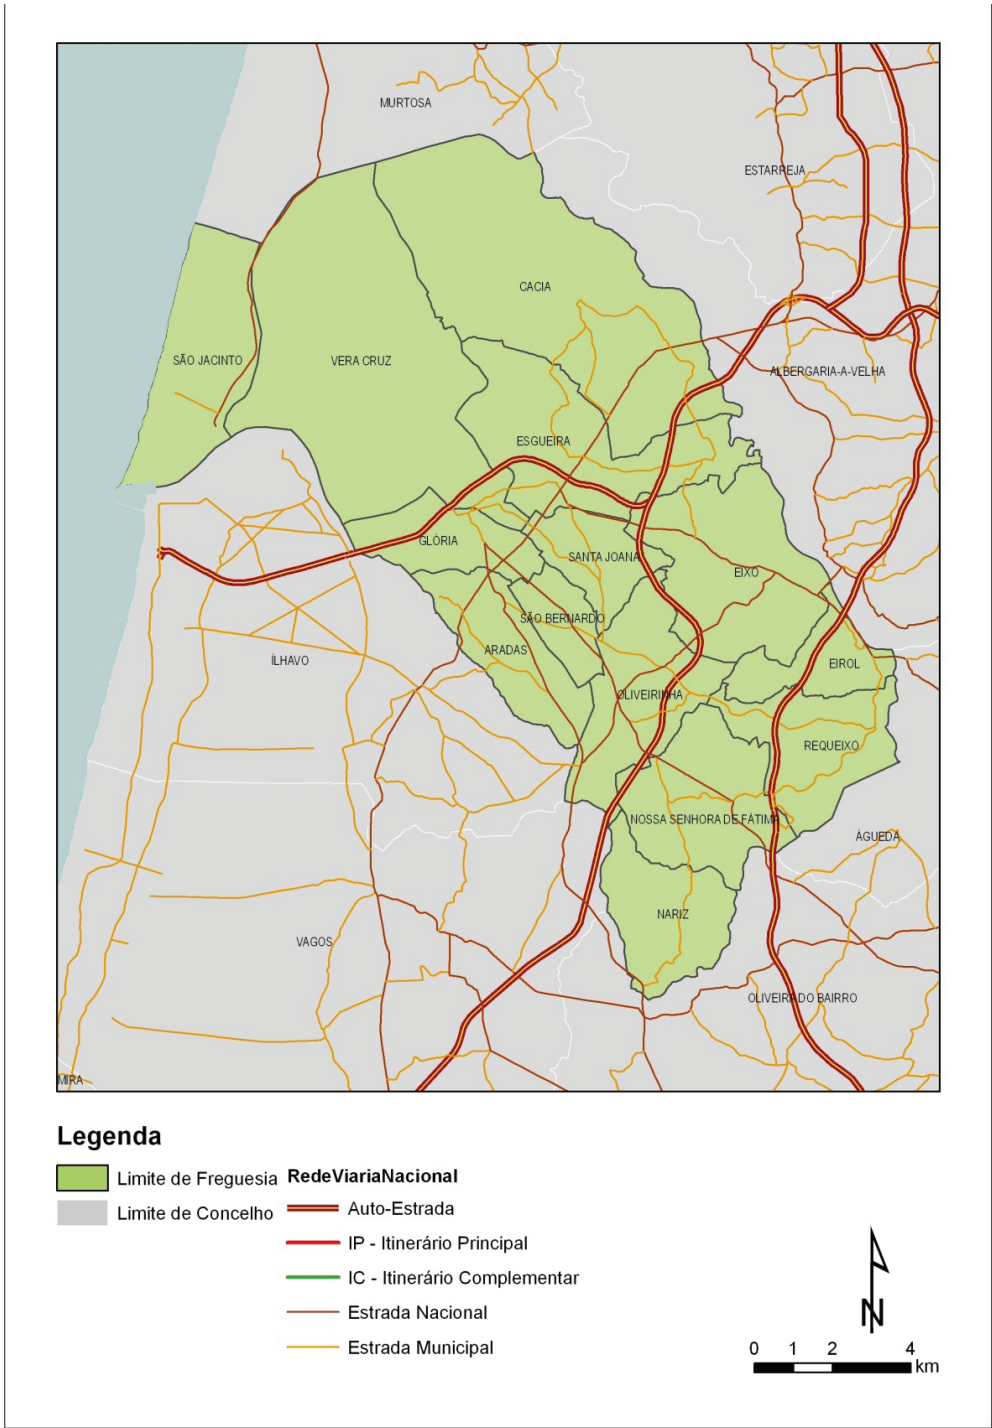 MURTOSA
ESTARREJA
CACIA
SÃO JACINTO
VERA CRUZ
ALBERGARIA-A-VELHA
ESGUEIRA
GLÓRIA
SANTA JOANA
EIXO
SÃO BERNARDO
ARADAS
ÍLHAVO
EIROL
OLIVEIRINHA
REQUEIXO
NOSSA SENHORA DE FÁTIMA
ÁGUEDA
NARIZ
VAGOS
OLIVEIRA DO BAIRRO
MIRA
Legenda
Limite de Freguesia
Limite de Concelho
RedeViariaNacional
Auto-Estrada
IP - Itinerário Principal
IC - Itinerário Complementar
Estrada Nacional
Estrada Municipal
N
0 1 2 4
km